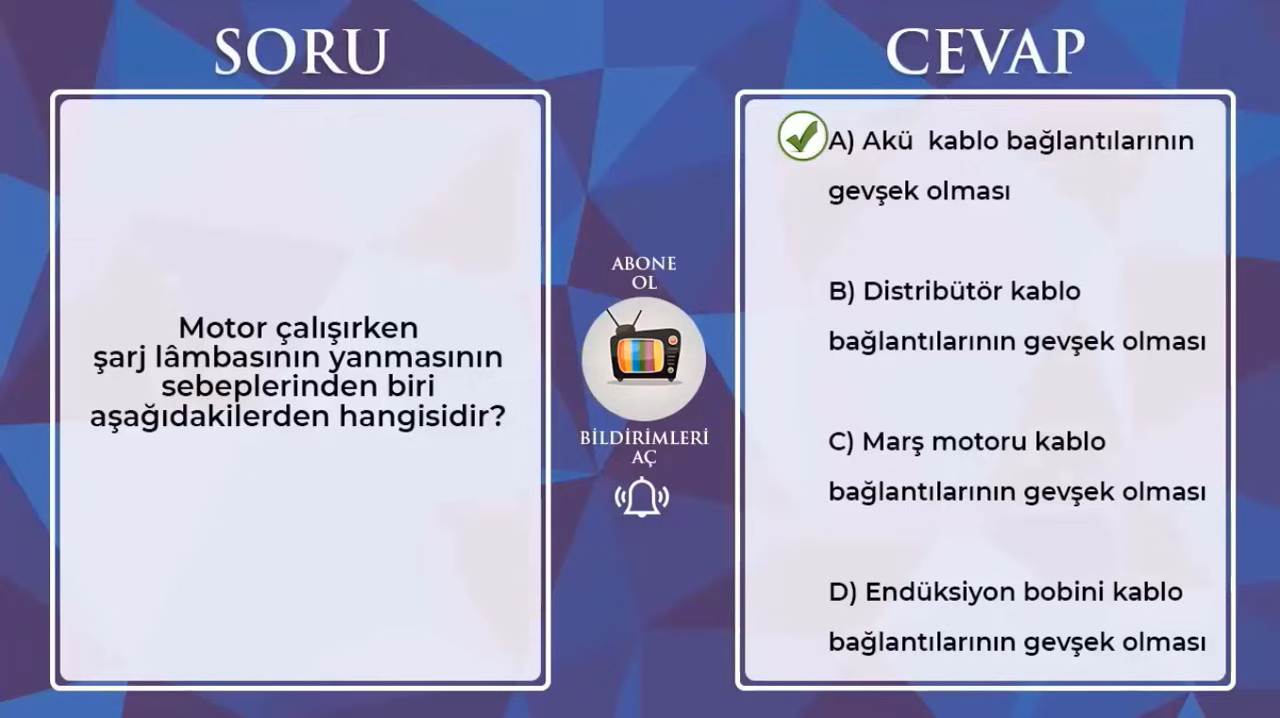 SORU
Motor çalışırken
şarj lâmbasının yanmasının
sebeplerinden biri
aşağıdakilerden hangisidir?
ABONE
OL
BİLDİRİMLERİ
AÇ
CEVAP
A) Akü kablo bağlantılarının
gevşek olması
B) Distribütör kablo
bağlantılarının gevşek olması
C) Marş motoru kablo
bağlantılarının gevşek olması
D) Endüksiyon bobini kablo
bağlantılarının gevşek olması